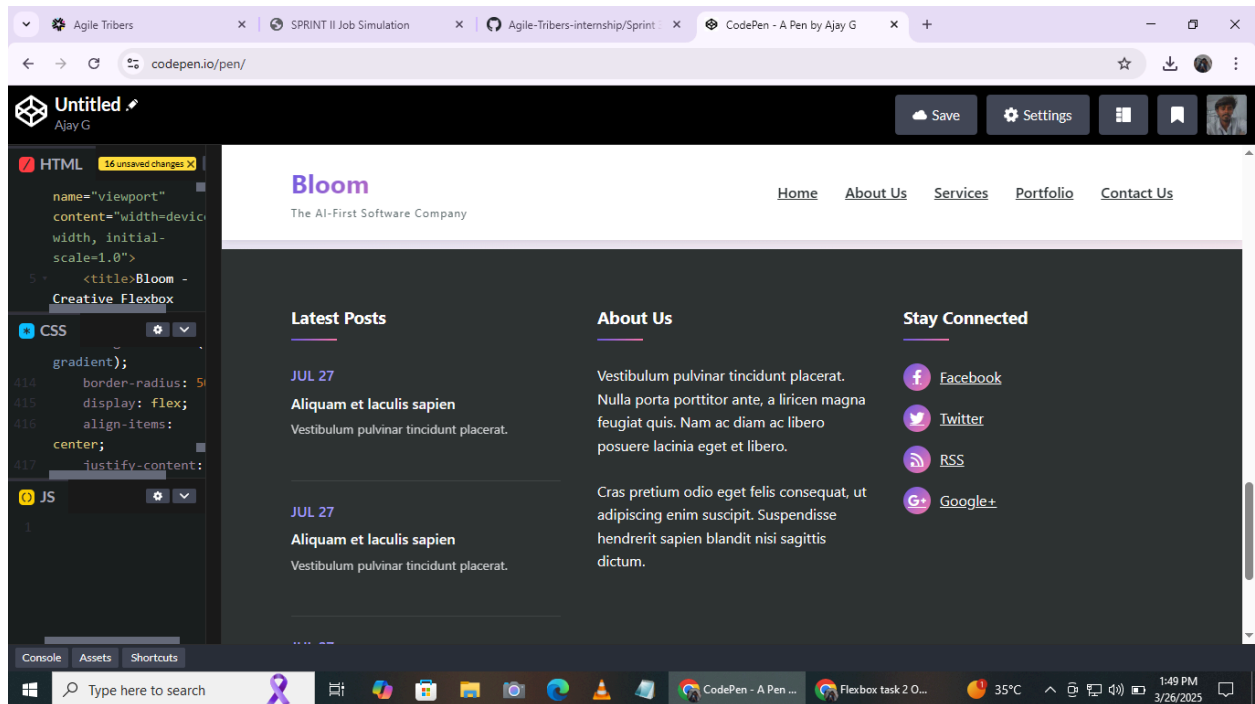 Agile Tribers
SPRINT II Job Simulation
Agile-Tribers-internship/Sprint
CodePen - A Pen by Ajay G
codepen.io/pen/
Untitled
Ajay G
Save
Settings
HTML
16 unsaved changes X
name="viewport"
content="width=device
width, initial-
scale=1.0">
5
<title>Bloom -
Creative Flexbox
CSS
gradient);
414 border-radius: 50
415 display: flex;
416 align-items:
center;
417 justify-content:
JS
1
Bloom
The AI-First Software Company
Home About Us Services Portfolio Contact Us
Latest Posts
JUL 27
Aliquam et laculis sapien
Vestibulum pulvinar tincidunt placerat.
JUL 27
Aliquam et laculis sapien
Vestibulum pulvinar tincidunt placerat.
About Us
Vestibulum pulvinar tincidunt placerat.
Nulla porta porttitor ante, a liricen magna
feugiat quis. Nam ac diam ac libero
posuere lacinia eget et libero.
Cras pretium odio eget felis consequat, ut
adipiscing enim suscipit. Suspendisse
hendrerit sapien blandit nisi sagittis
dictum.
Stay Connected
Facebook
Twitter
RSS
G+ Google+
Console Assets Shortcuts
Type here to search
CodePen - A Pen ...
Flexbox task 2 O...
1
35°C
1:49 PM
3/26/2025